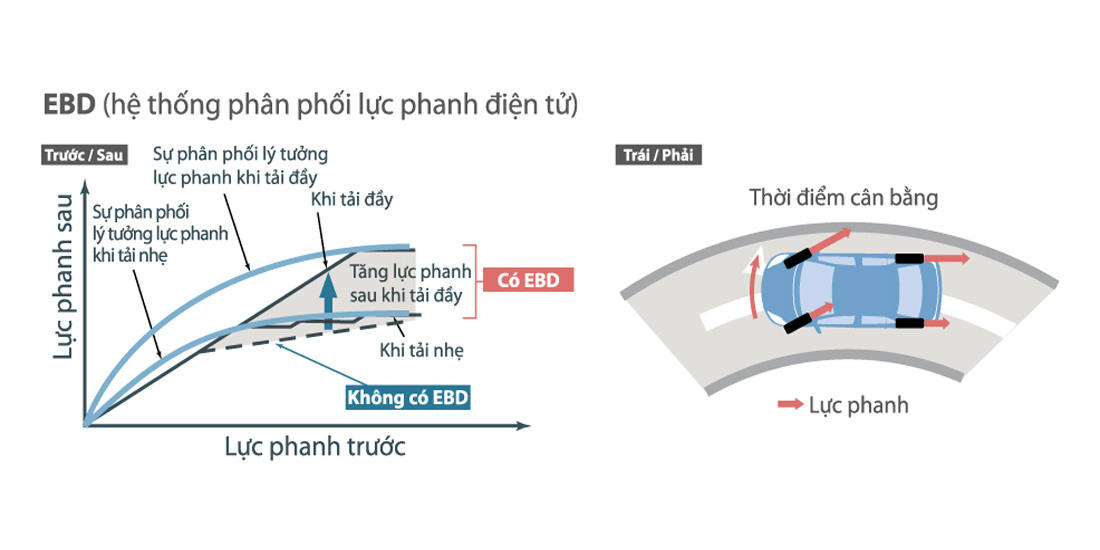 EBD (hệ thống phân phối lực phanh điện tử)
Trước / Sau
Sự phân phối lý tưởng
lực phanh khi tải đầy
Khi tải đầy
Sự phân phối
lý tưởng lực phanh
khi tải nhẹ
Lực phanh sau
Tăng lực phanh
sau khi tải đầy
Có EBD
Khi tải nhẹ
Không có EBD
Lực phanh trước
Trái / Phải
Thời điểm cân bằng
Lực phanh